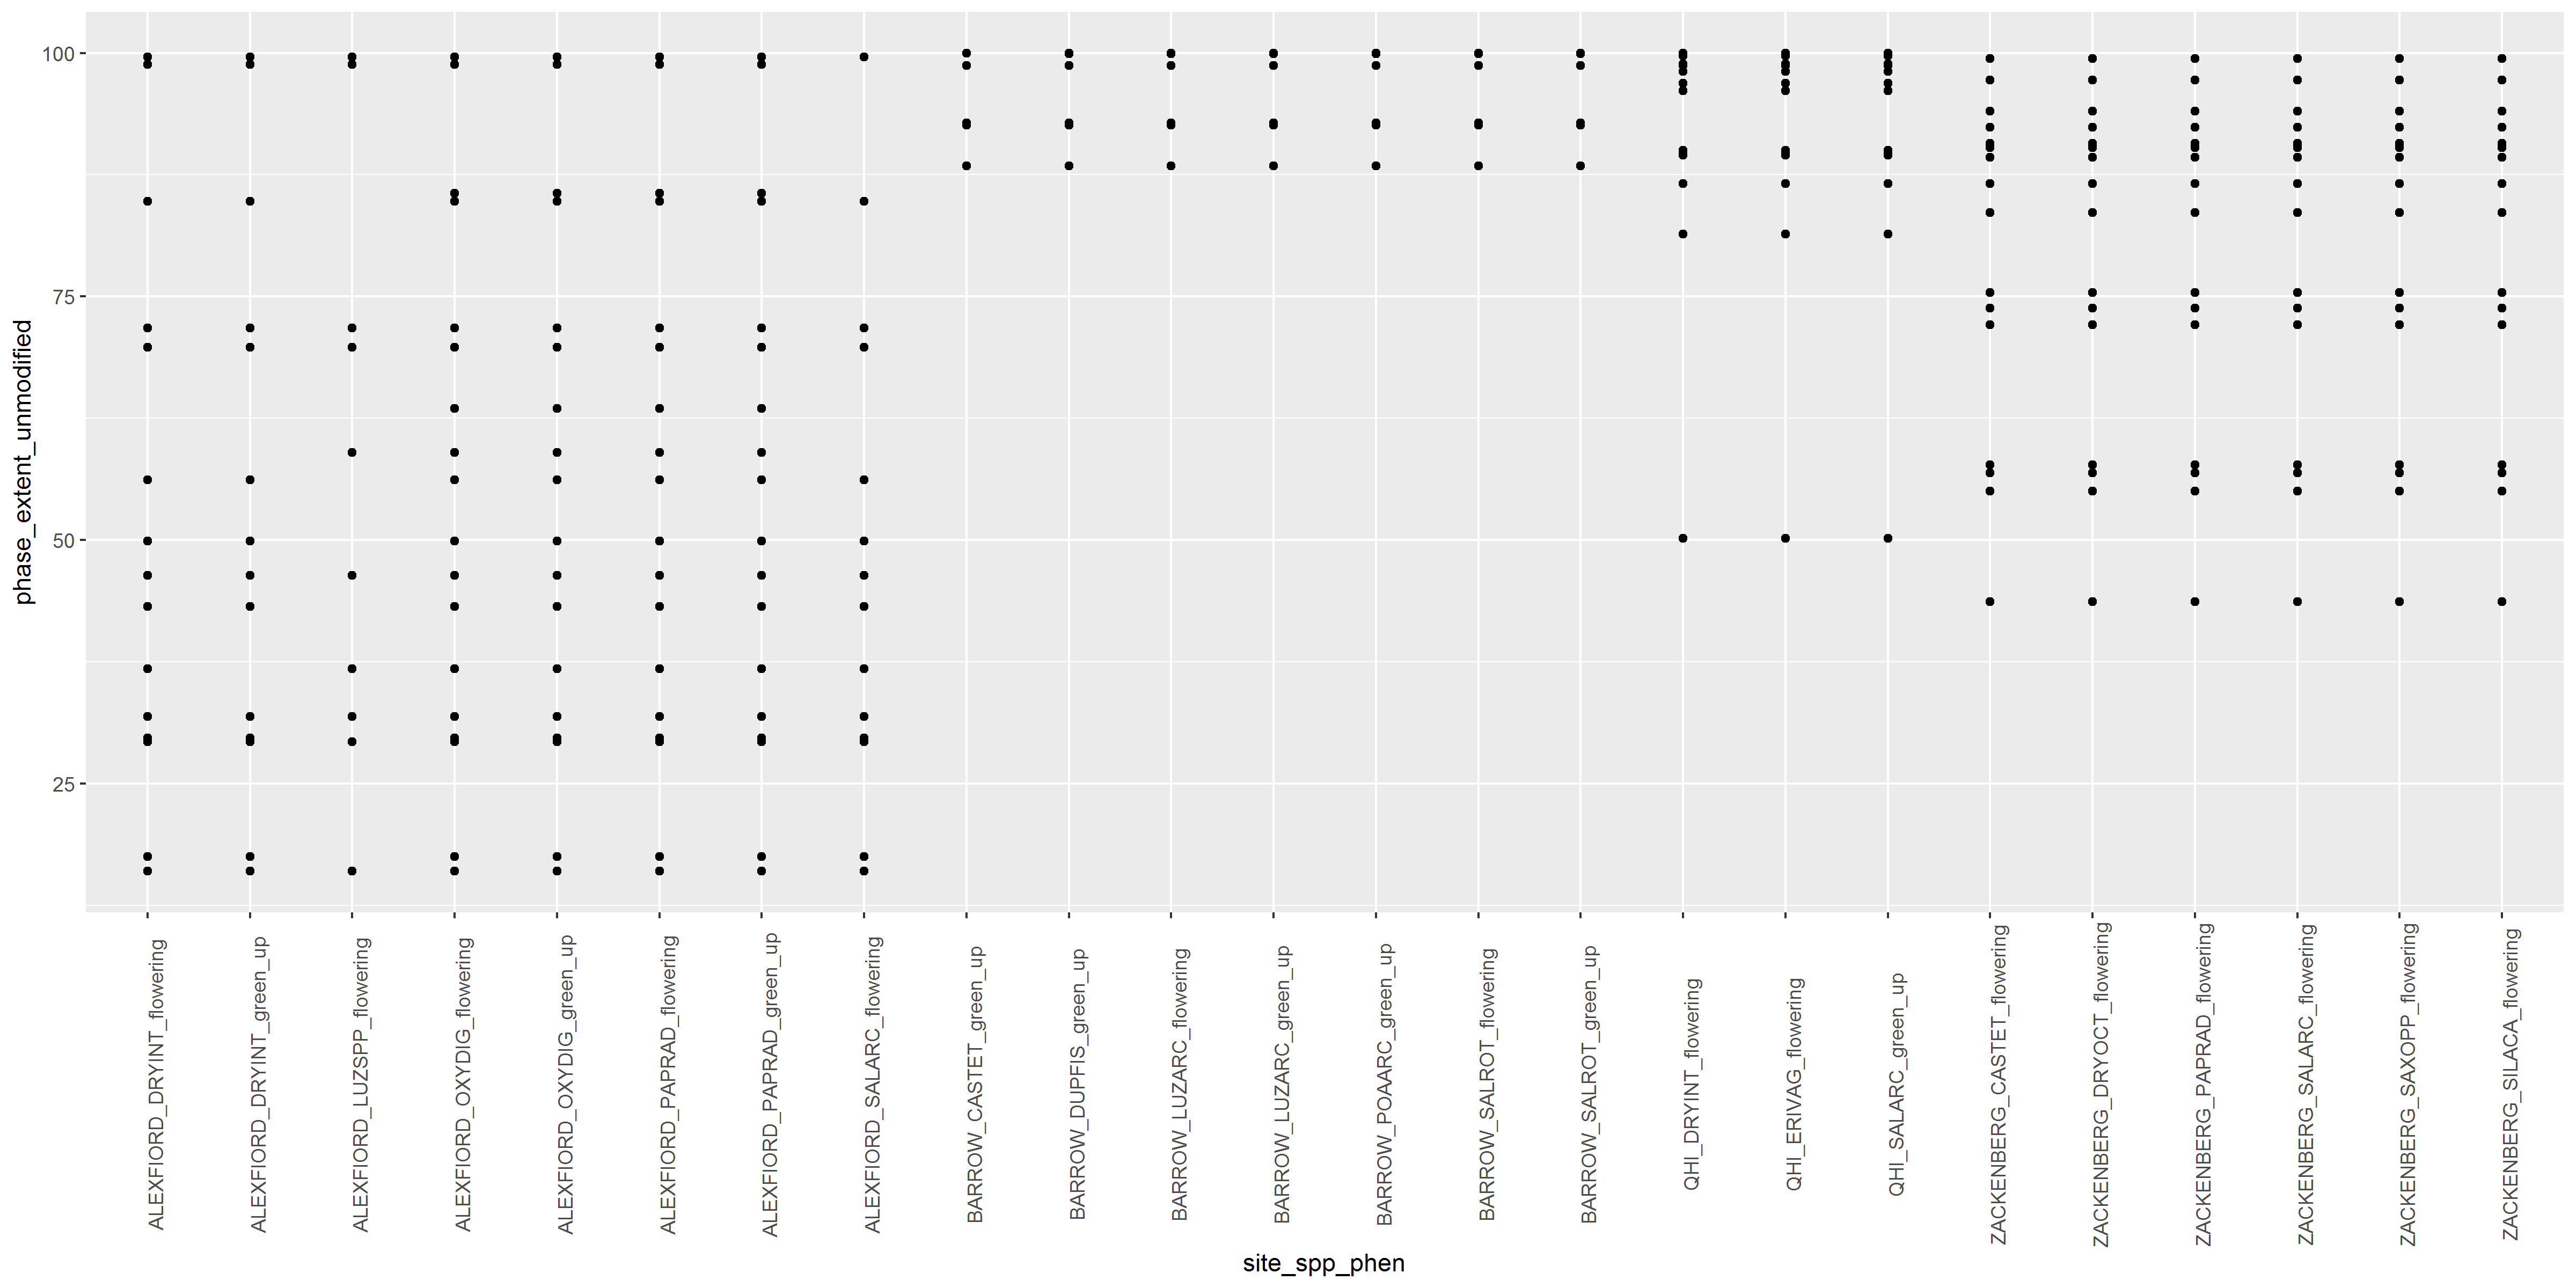 phase_extent_unmodified
100
75
50
25
ALEXFIORD_DRYINT_flowering
ALEXFIORD_DRYINT_green_up
ALEXFIORD_LUZSPP_flowering
ALEXFIORD_OXYDIG_flowering
ALEXFIORD_OXYDIG_green_up
ALEXFIORD_PAPRAD_flowering
ALEXFIORD_PAPRAD_green_up
ALEXFIORD_SALARC_flowering
BARROW_CASTET_green_up
BARROW_DUPFIS_green_up
BARROW_LUZARC_flowering
BARROW_LUZARC_green_up
BARROW_POAARC_green_up
BARROW_SALROT_flowering
BARROW_SALROT_green_up
QHI_DRYINT_flowering
QHI_ERIVAG_flowering
QHI_SALARC_green_up
ZACKENBERG_CASTET_flowering
ZACKENBERG_DRYOCT_flowering
ZACKENBERG_PAPRAD_flowering
ZACKENBERG_SALARC_flowering
ZACKENBERG_SAXOPP_flowering
ZACKENBERG_SILACA_flowering
site_spp_phen